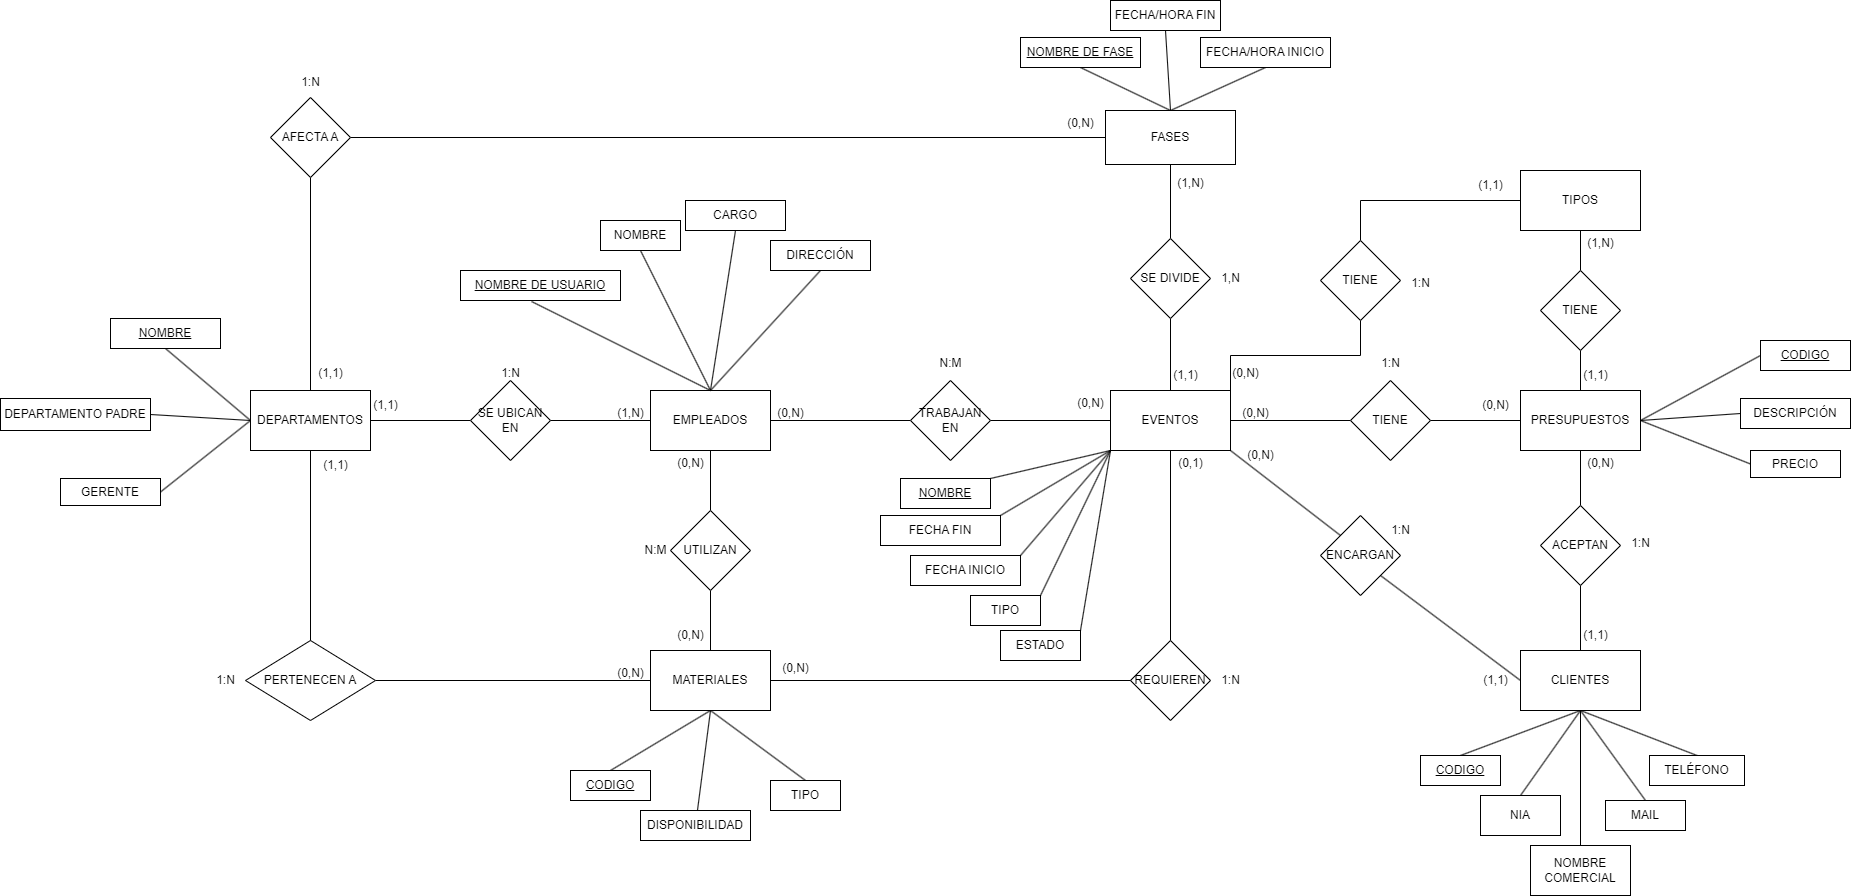 FECHA/HORA FIN
NOMBRE DE FASE
FECHA/HORA INICIO
1:N
AFECTA A
(0,N)
FASES
(1,N)
(1,1)
TIPOS
(1,N)
CARGO
NOMBRE
DIRECCIÓN
NOMBRE DE USUARIO
SE DIVIDE
1,N
TIENE
1:N
TIENE
NOMBRE
DEPARTAMENTO PADRE
GERENTE
(1,1)
DEPARTAMENTOS
(1,1)
(1,1)
1:N
SE UBICAN
EN
(1,N)
EMPLEADOS
(0,N)
(0,N)
N:M
TRABAJAN
EN
(0,N)
(1,1)
EVENTOS
(0,N)
(0,N)
(0,N)
(0,1)
1:N
TIENE
(0,N)
(1,1)
PRESUPUESTOS
(0,N)
CODIGO
DESCRIPCIÓN
PRECIO
NOMBRE
FECHA FIN
FECHA INICIO
TIPO
ESTADO
N:M
UTILIZAN
1:N
ENCARGAN
ACEPTAN
1:N
(0,N)
(1,1)
1:N
PERTENECEN A
(0,N)
MATERIALES
(0,N)
REQUIEREN
1:N
(1,1)
CLIENTES
CODIGO
DISPONIBILIDAD
TIPO
CODIGO
TELÉFONO
NIA
MAIL
NOMBRE
COMERCIAL